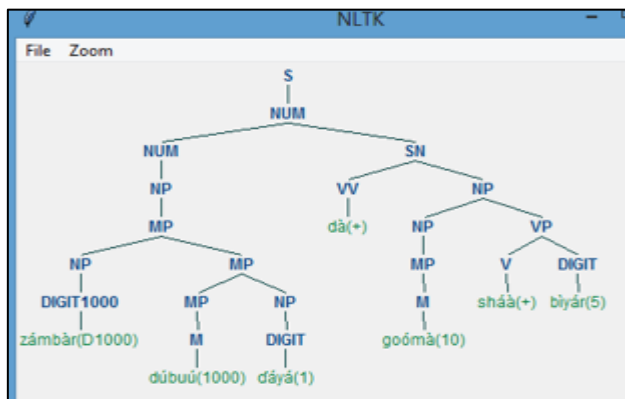 NLTK
File Zoom
S
NUM
NUM SN
NP VV NP
dà(+)
MP NP VP
NP MP MP V DIGIT
DIGIT1000 MP NP M sháà(+) bìyár(5)
zámbàr(D1000) M DIGIT goómà(10)
dúbuú(1000) ɗáyá(1)